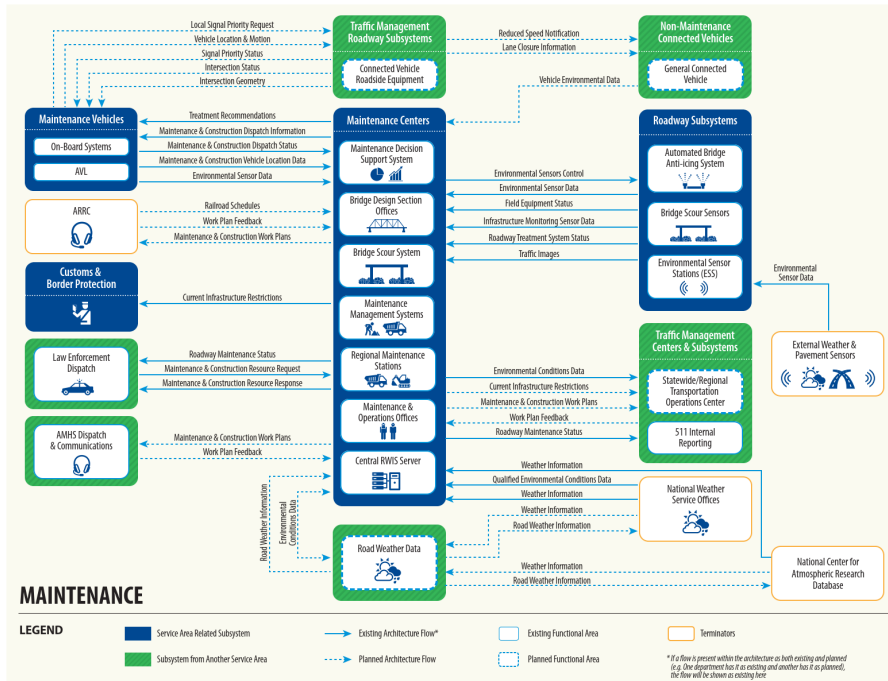 Local Signal Priority Request
Vehicle Location & Motion
Signal Priority Status
Intersection Status
Intersection Geometry
Traffic Management
Roadway Subsystems
Connected Vehicle
Roadside Equipment
Reduced Speed Notification
Lane Closure Information
Vehicle Environmental Data
Non-Maintenance
Connected Vehicles
General Connected
Vehicle
Maintenance Vehicles
On-Board Systems
AVL
Treatment Recommendations
Maintenance & Construction Dispatch Information
Maintenance & Construction Dispatch Status
Maintenance & Construction Vehicle Location Data
Environmental Sensor Data
Maintenance Centers
Maintenance Decision
Support System
Bridge Design Section
Offices
Bridge Scour System
Maintenance
Management Systems
Regional Maintenance
Stations
Maintenance &
Operations Offices
Central RWIS Server
Environmental Sensors Control
Environmental Sensor Data
Field Equipment Status
Infrastructure Monitoring Sensor Data
Roadway Treatment System Status
Traffic Images
Roadway Subsystems
Automated Bridge
Anti-icing System
Bridge Scour Sensors
Environmental Sensor
Stations (ESS)
Environmental
Sensor Data
External Weather &
Pavement Sensors
ARRC
Railroad Schedules
Work Plan Feedback
Maintenance & Construction Work Plans
Customs &
Border Protection
Current Infrastructure Restrictions
Law Enforcement
Dispatch
Roadway Maintenance Status
Maintenance & Construction Resource Request
Maintenance & Construction Resource Response
AMHS Dispatch
& Communications
Maintenance & Construction Work Plans
Work Plan Feedback
Environmental Conditions Data
Current Infrastructure Restrictions
Maintenance & Construction Work Plans
Work Plan Feedback
Roadway Maintenance Status
Traffic Management
Centers & Subsystems
Statewide/Regional
Transportation
Operations Center
511 Internal
Reporting
Weather Information
Qualified Environmental Conditions Data
Weather Information
Weather Information
Road Weather Information
National Weather
Service Offices
Road Weather Information
Environmental
Conditions Data
Road Weather Data
Weather Information
Road Weather Information
National Center for
Atmospheric Research
Database
MAINTENANCE
LEGEND
Service Area Related Subsystem
Subsystem from Another Service Area
Existing Architecture Flow*
Planned Architecture Flow
Existing Functional Area
Planned Functional Area
Terminators
* If a flow is present within the architecture as both existing and planned
(e.g. One department has it as existing and another has it as planned),
the flow will be shown as existing here